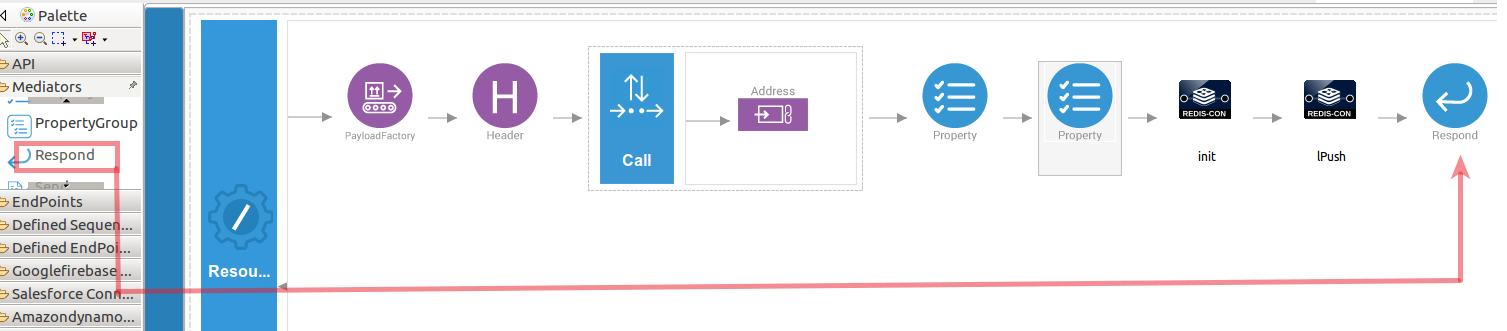 Palette
API
Mediators
PropertyGroup
Respond
EndPoints
Defined Sequen...
Defined EndPoi...
Googlefirebase ...
Salesforce Conn...
Amazondynamo...
Resou...
PayloadFactory
Header
Call
Address
Property
Property
REDIS-CON
init
REDIS-CON
lPush
Respond